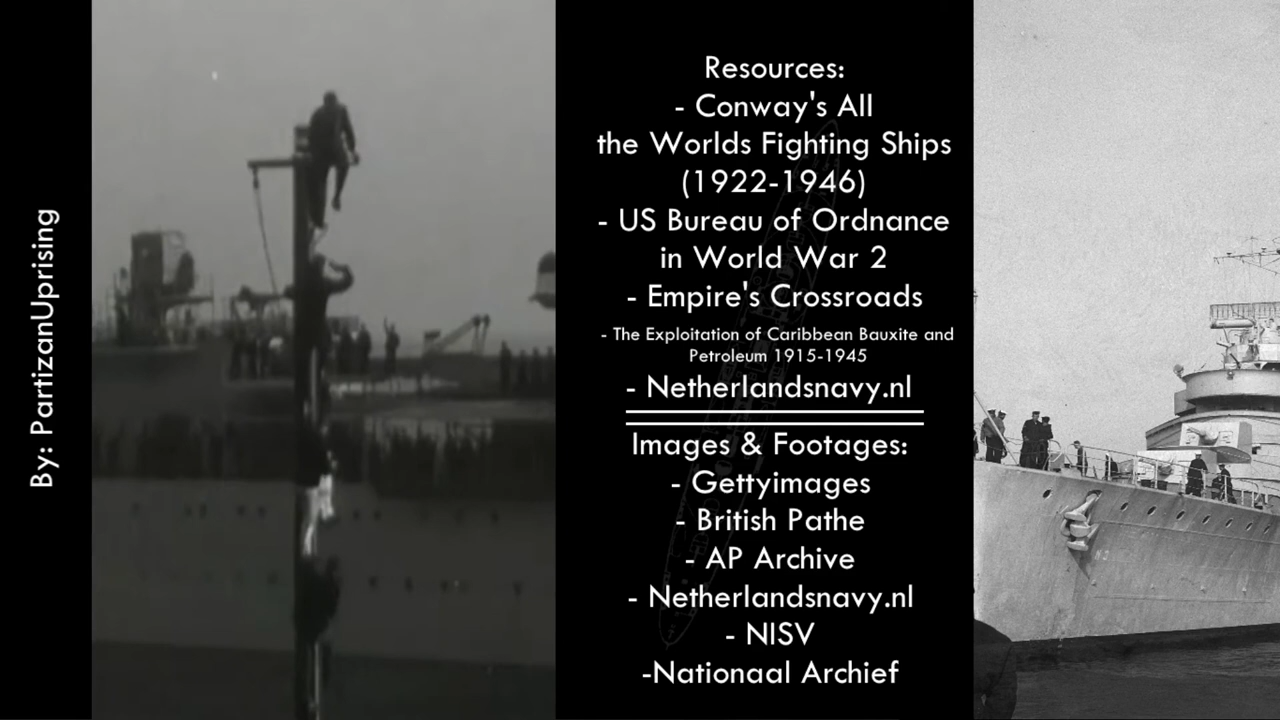 By: PartizanUprising
Resources:
- Conway's All
the Worlds Fighting Ships
(1922-1946)
- US Bureau of Ordnance
in World War 2
- Empire's Crossroads
- The Exploitation of Caribbean Bauxite and
Petroleum 1915-1945
- Netherlandsnavy.nl
Images & Footages:
- Gettyimages
- British Pathe
- AP Archive
- Netherlandsnavy.nl
- NISV
-Nationaal Archief